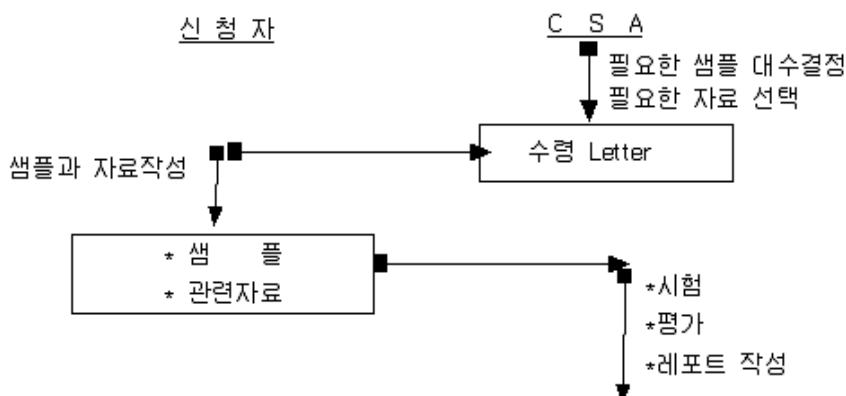 신 청 자
C S A
필요한 샘플 대수결정
필요한 자료 선택
수령 Letter
샘플과 자료작성
* 샘 플
* 관련자료
*시험
*평가
*레포트 작성